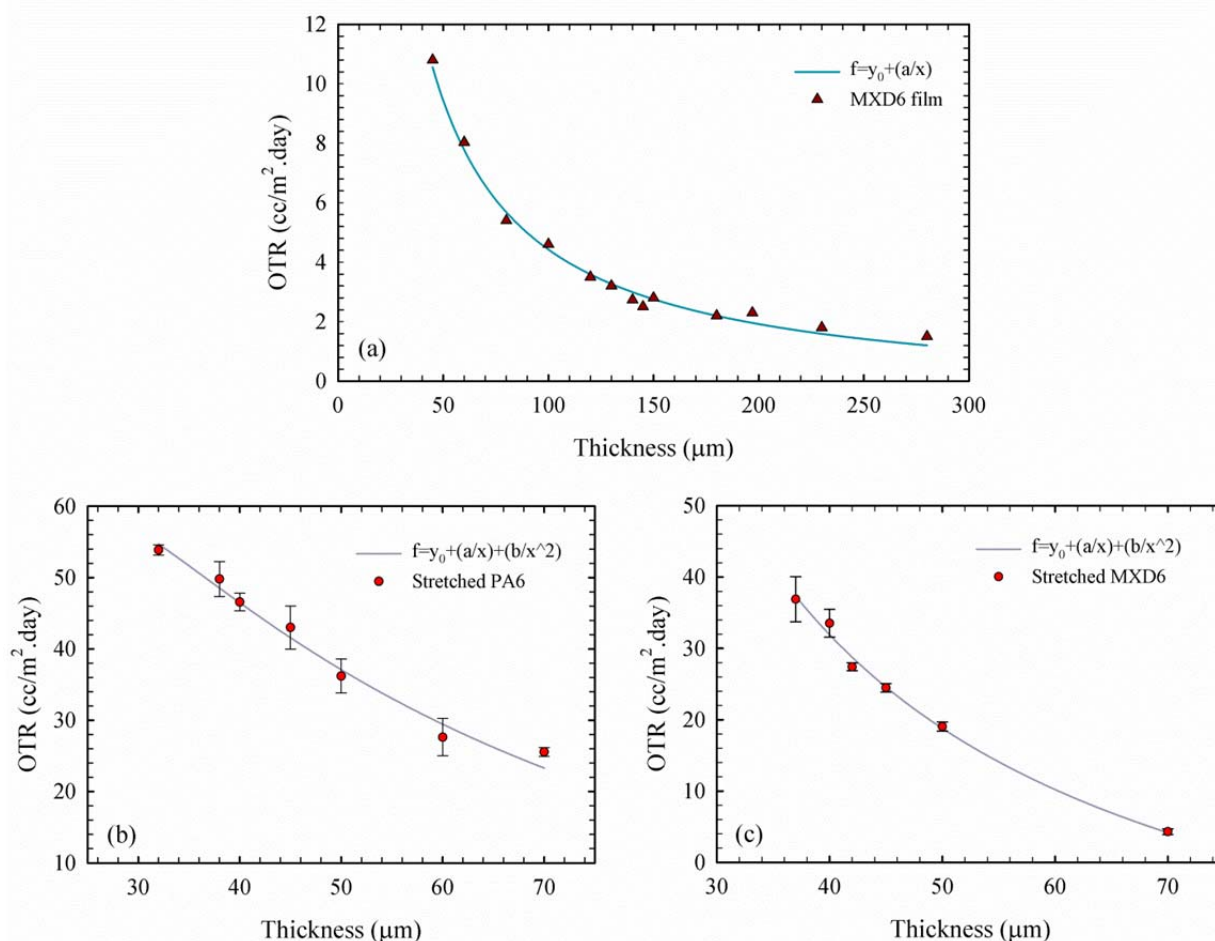 12
10
8
6
4
2
0
OTR (cc/m².day)
f=y₀+(a/x)
MXD6 film
(a)
0 50 100 150 200 250 300
Thickness (μm)
60
50
40
30
20
10
OTR (cc/m².day)
f=y₀+(a/x)+(b/x^2)
Stretched PA6
(b)
30 40 50 60 70
Thickness (μm)
50
40
30
20
10
0
OTR (cc/m².day)
f=y₀+(a/x)+(b/x^2)
Stretched MXD6
(c)
30 40 50 60 70
Thickness (μm)